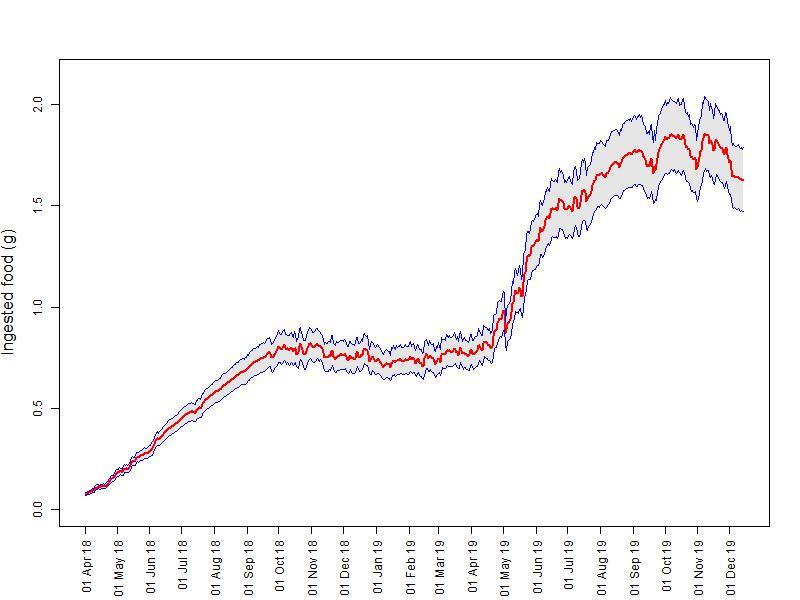 Ingested food (g)
2.0
1.5
1.0
0.5
0.0
01 Apr 18
01 May 18
01 Jun 18
01 Jul 18
01 Aug 18
01 Sep 18
01 Oct 18
01 Nov 18
01 Dec 18
01 Jan 19
01 Feb 19
01 Mar 19
01 Apr 19
01 May 19
01 Jun 19
01 Jul 19
01 Aug 19
01 Sep 19
01 Oct 19
01 Nov 19
01 Dec 19